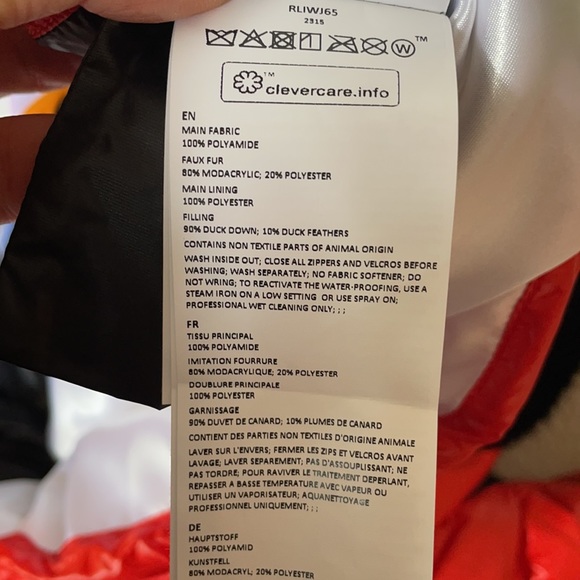 RLIWJ65
2315
W™
™
clevercare.info
EN
MAIN FABRIC
100% POLYAMIDE
FAUX FUR
80% MODACRYLIC; 20% POLYESTER
MAIN LINING
100% POLYESTER
FILLING
90% DUCK DOWN; 10% DUCK FEATHERS
CONTAINS NON TEXTILE PARTS OF ANIMAL ORIGIN
WASH INSIDE OUT; CLOSE ALL ZIPPERS AND VELCROS BEFORE
WASHING; WASH SEPARATELY; NO FABRIC SOFTENER; DO
NOT WRING; TO REACTIVATE THE WATER-PROOFING, USE A
STEAM IRON ON A LOW SETTING OR USE SPRAY ON;
PROFESSIONAL WET CLEANING ONLY; ; ;
FR
TISSU PRINCIPAL
100% POLYAMIDE
IMITATION FOURRURE
80% MODACRYLIQUE; 20% POLYESTER
DOUBLURE PRINCIPALE
100% POLYESTER
GARNISSAGE
90% DUVET DE CANARD; 10% PLUMES DE CANARD
CONTIENT DES PARTIES NON TEXTILES D'ORIGINE ANIMALE
LAVER SUR L'ENVERS; FERMER LES ZIPS ET VELCROS AVANT
LAVAGE; LAVER SEPAREMENT; PAS D'ASSOUPLISSANT; NE
PAS TORDRE; POUR RAVIVER LE TRAITEMENT DEPERLANT,
REPASSER A BASSE TEMPERATURE AVEC VAPEUR OU
UTILISER UN VAPORISATEUR; AQUANETTOYAGE
PROFESSIONNEL UNIQUEMENT; ; ;
DE
HAUPTSTOFF
100% POLYAMID
KUNSTFELL
80% MODACRYL; 20% POLYESTER